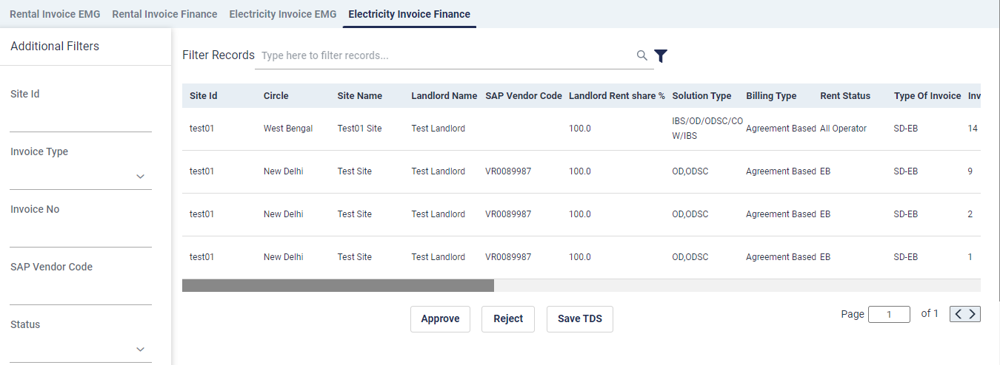 Rental Invoice EMG Rental Invoice Finance Electricity Invoice EMG Electricity Invoice Finance
Additional Filters
Site Id
Invoice Type
Invoice No
SAP Vendor Code
Status
Filter Records Type here to filter records...
Site Id Circle Site Name Landlord Name SAP Vendor Code Landlord Rent share % Solution Type Billing Type Rent Status Type Of Invoice Inv
test01 West Bengal Test01 Site Test Landlord 100.0 IBS/OD/ODSC/CO Agreement Based All Operator SD-EB 14
W/IBS
test01 New Delhi Test Site Test Landlord VR0089987 100.0 OD,ODSC Agreement Based EB SD-EB 9
test01 New Delhi Test Site Test Landlord VR0089987 100.0 OD,ODSC Agreement Based EB SD-EB 2
test01 New Delhi Test Site Test Landlord VR0089987 100.0 OD,ODSC Agreement Based EB SD-EB 1
Approve Reject Save TDS
Page 1 of 1